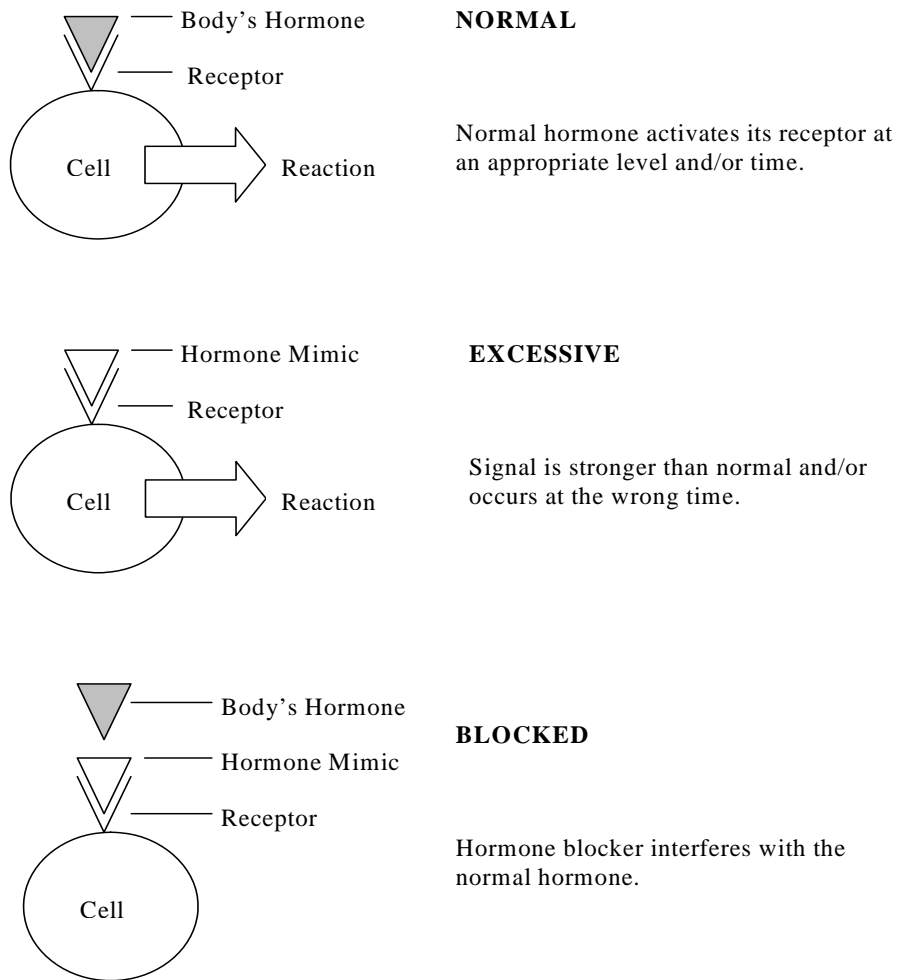 Body's Hormone
NORMAL
Receptor
Normal hormone activates its receptor at
an appropriate level and/or time.
Cell
Reaction
Hormone Mimic
EXCESSIVE
Receptor
Signal is stronger than normal and/or
occurs at the wrong time.
Cell
Reaction
Body's Hormone
BLOCKED
Hormone Mimic
Receptor
Hormone blocker interferes with the
normal hormone.
Cell